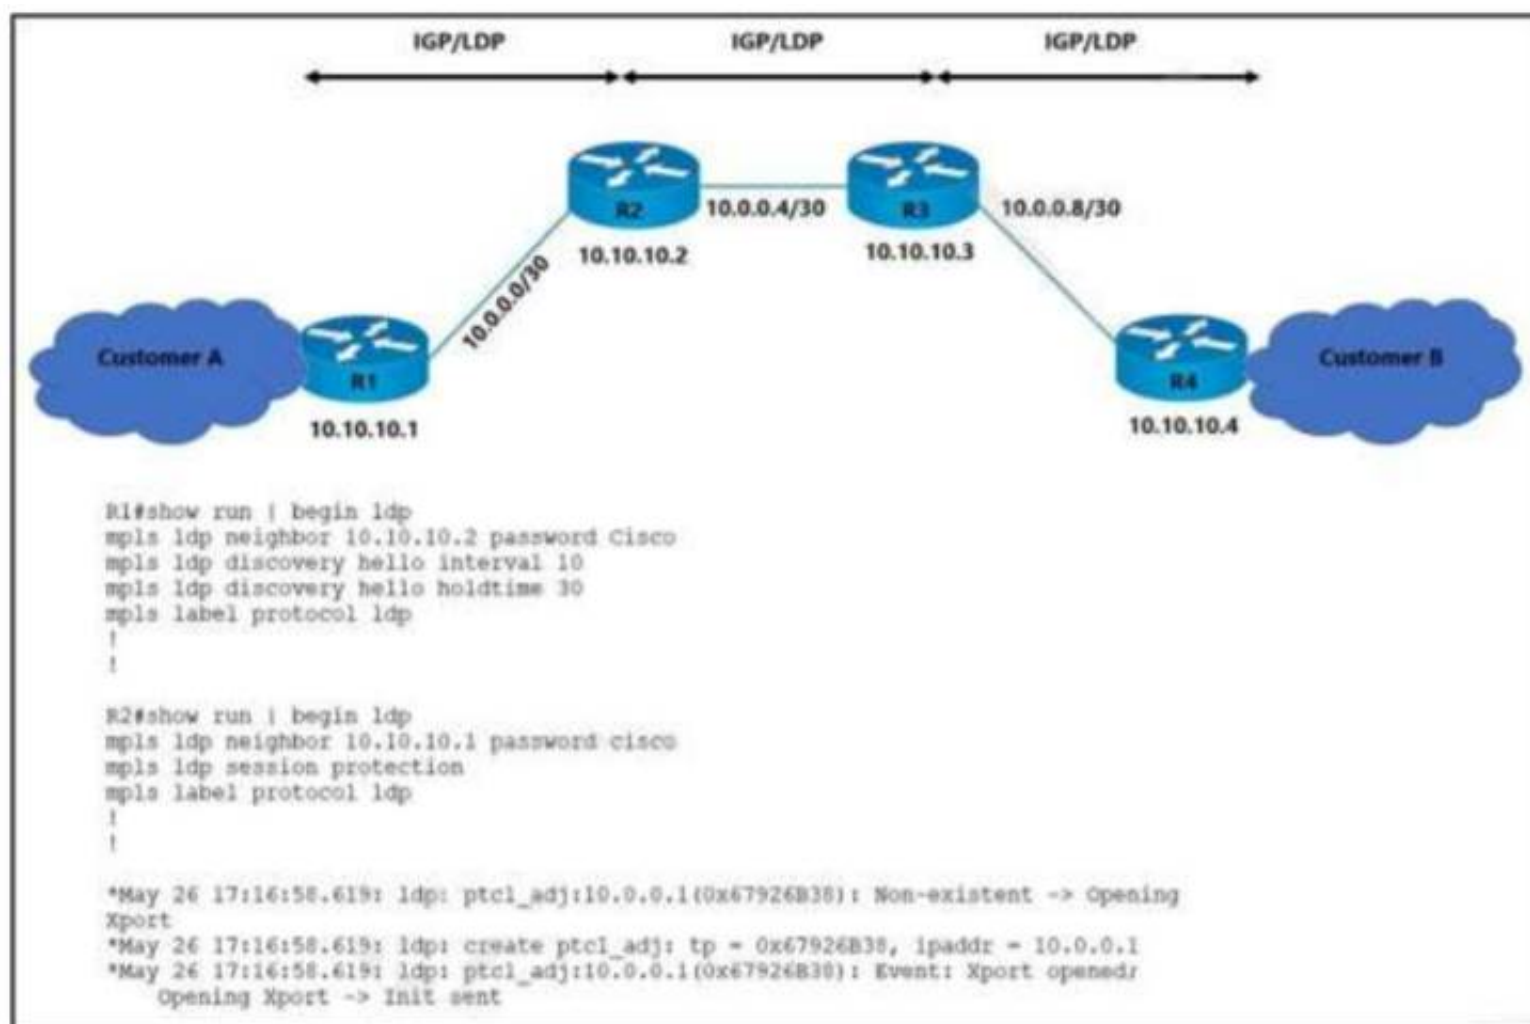 IGP/LDP IGP/LDP IGP/LDP
R2 10.0.0.4/30 R3 10.0.0.8/30
10.10.10.2 10.10.10.3
10.0.0.0/30
Customer A Customer B
R1 R4
10.10.10.1 10.10.10.4
R1#show run | begin ldp
mpls ldp neighbor 10.10.10.2 password Cisco
mpls ldp discovery hello interval 10
mpls ldp discovery hello holdtime 30
mpls label protocol ldp
!
!
R2#show run | begin ldp
mpls ldp neighbor 10.10.10.1 password cisco
mpls ldp session protection
mpls label protocol ldp
!
!
*May 26 17:16:58.619: ldp: ptcl_adj:10.0.0.1(0x67926B38): Non-existent -> Opening
Xport
*May 26 17:16:58.619: ldp: create ptcl_adj: tp = 0x67926B38, ipaddr = 10.0.0.1
*May 26 17:16:58.619: ldp: ptcl_adj:10.0.0.1(0x67926B38): Event: Xport opened;
Opening Xport -> Init sent